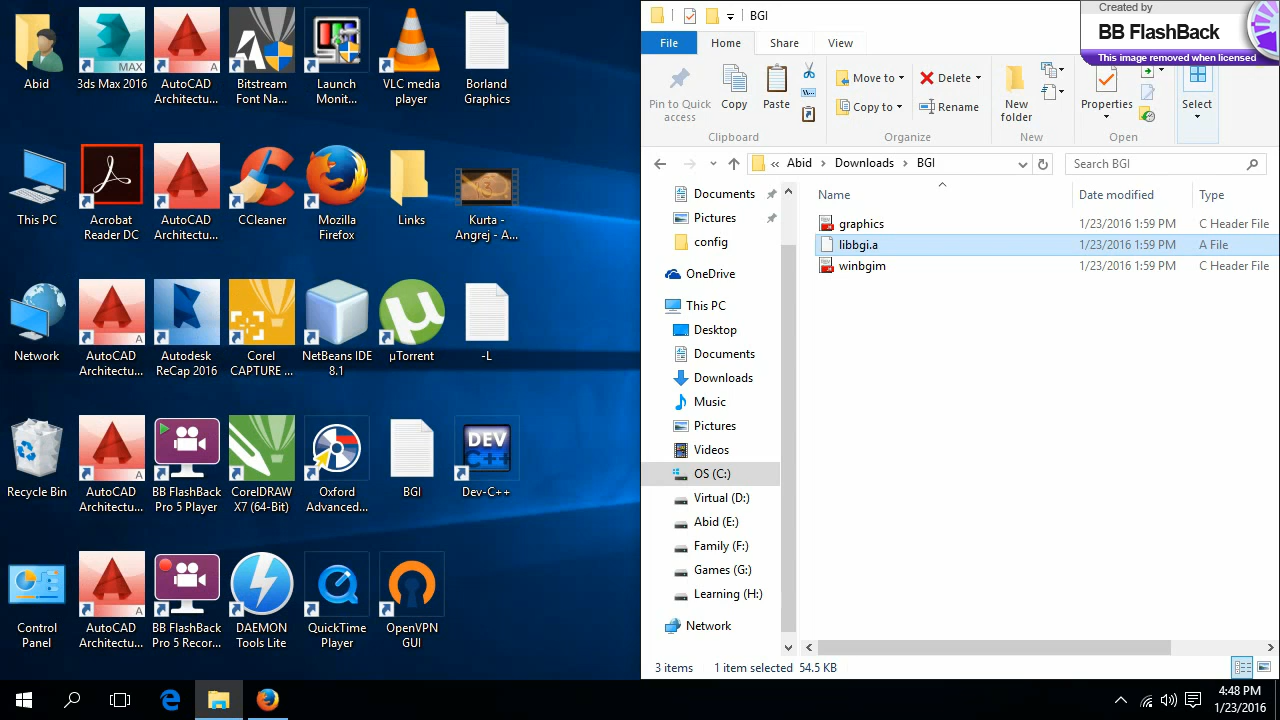 Abid
3ds Max 2016
AutoCAD
Architectu...
Bitstream
Font Na...
Launch
Monit...
VLC media
player
Borland
Graphics
This PC
Acrobat
Reader DC
AutoCAD
Architectu...
CCleaner
Mozilla
Firefox
Links
Kurta -
Angrej - A...
Network
AutoCAD
Architectu...
Autodesk
ReCap 2016
Corel
CAPTURE ...
NetBeans IDE
8.1
µTorrent
-L
Recycle Bin
AutoCAD
Architectu...
BB FlashBack
Pro 5 Player
CorelDRAW
X7 (64-Bit)
Oxford
Advanced...
BGI
DEV
C++
Dev-C++
Control
Panel
AutoCAD
Architectu...
BB FlashBack
Pro 5 Recor...
DAEMON
Tools Lite
QuickTime
Player
OpenVPN
GUI
BGI
Created by
BB FlashBack
This image removed when licensed
File
Home
Share
View
Pin to Quick
access
Copy
Paste
Clipboard
Move to
Copy to
Delete
Rename
Organize
New
folder
New
Properties
Open
Select
« Abid > Downloads > BGI
Search BGI
Documents
Pictures
config
OneDrive
This PC
Desktop
Documents
Downloads
Music
Pictures
Videos
OS (C:)
Virtual (D:)
Abid (E:)
Family (F:)
Games (G:)
Learning (H:)
Network
Name Date modified Type
graphics 1/23/2016 1:59 PM C Header File
libbgi.a 1/23/2016 1:59 PM A File
winbgim 1/23/2016 1:59 PM C Header File
3 items 1 item selected 54.5 KB
4:48 PM
1/23/2016